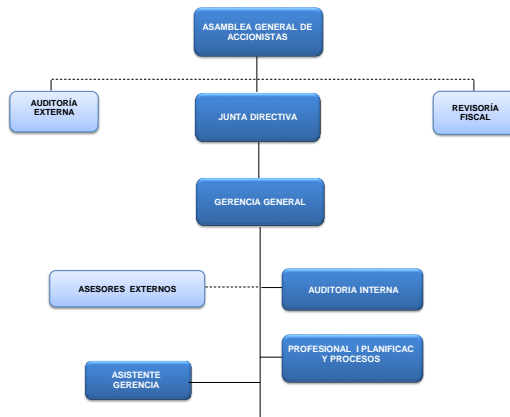 ASAMBLEA GENERAL DE
ACCIONISTAS
AUDITORÍA
EXTERNA
JUNTA DIRECTIVA
REVISORÍA
FISCAL
GERENCIA GENERAL
ASESORES EXTERNOS
AUDITORIA INTERNA
PROFESIONAL I PLANIFICAC
Y PROCESOS
ASISTENTE
GERENCIA